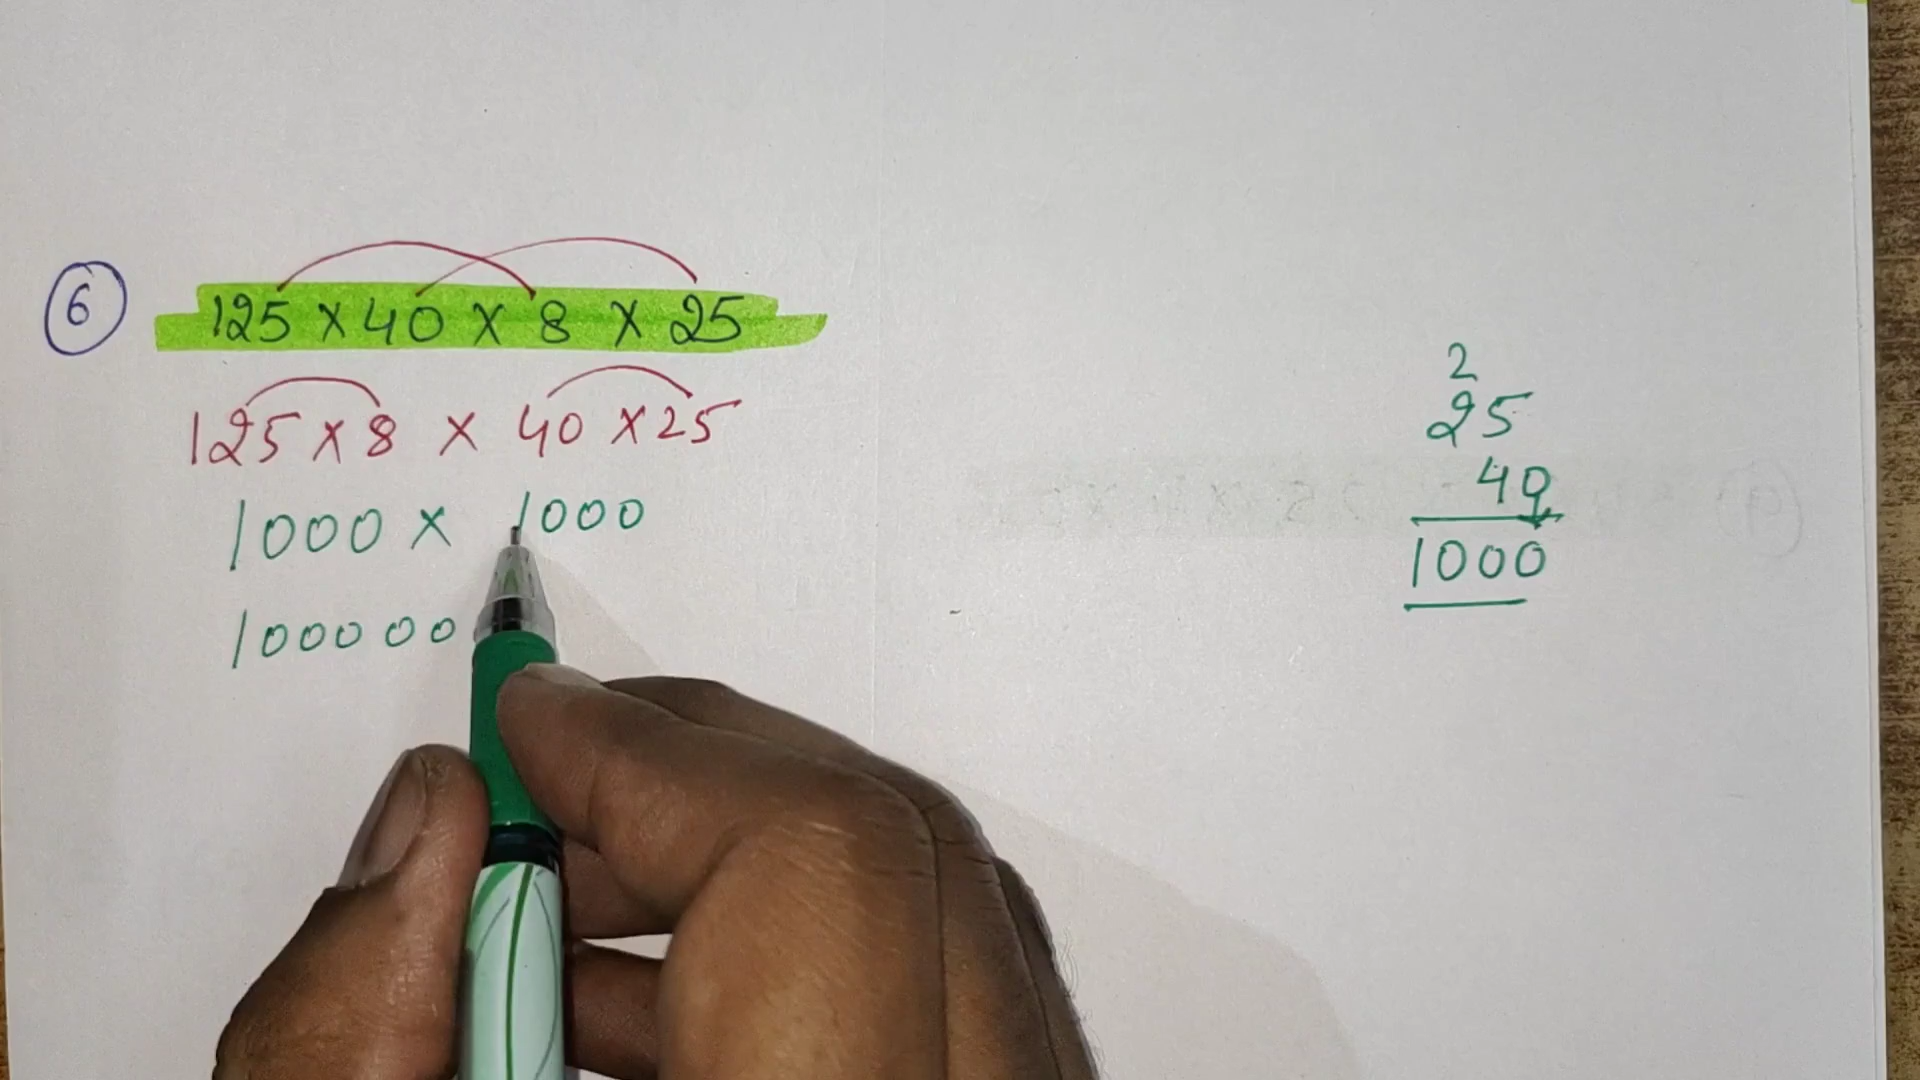 6 125 × 40 × 8 × 25
125 × 8 × 40 × 25
1000 × 1000
100000
2
25
40
1000